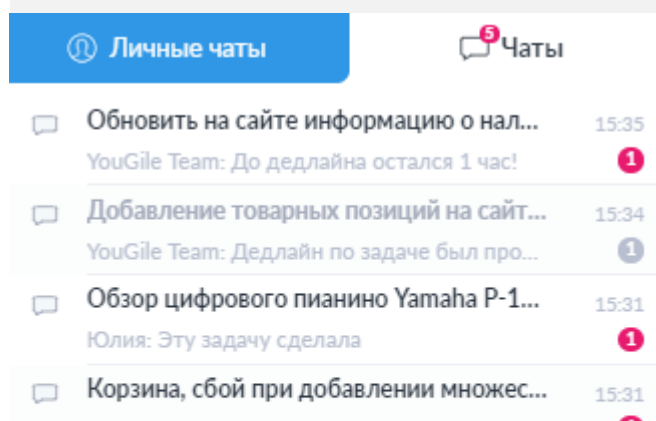 Личные чаты
5
Чаты
Обновить на сайте информацию о нал...
15:35
YouGile Team: До дедлайна остался 1 час!
1
Добавление товарных позиций на сайт...
15:34
YouGile Team: Дедлайн по задаче был про...
1
Обзор цифрового пианино Yamaha P-1...
15:31
Юлия: Эту задачу сделала
1
Корзина, сбой при добавлении множес...
15:31